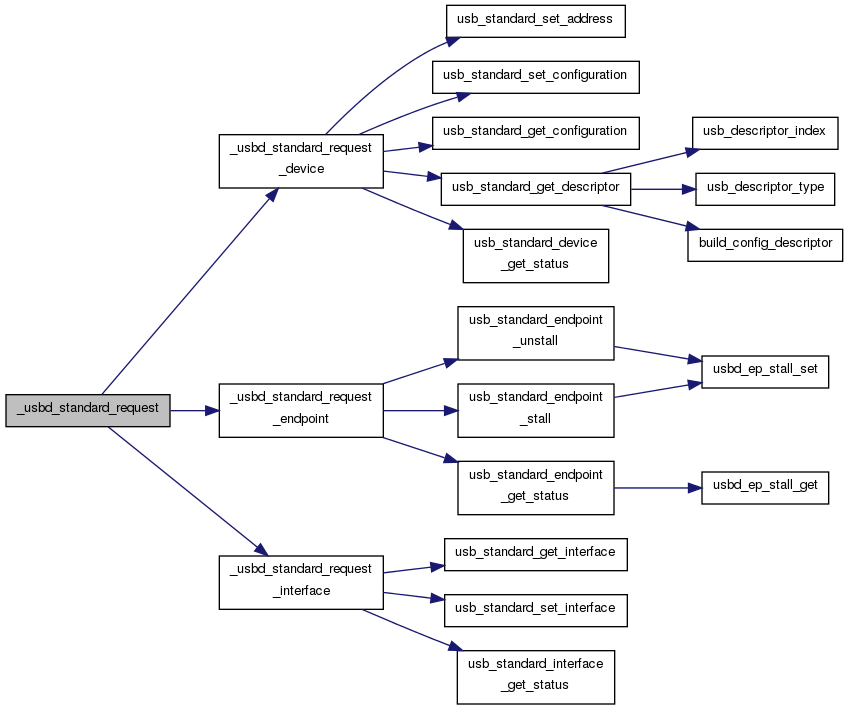 usb_standard_set_address
usb_standard_set_configuration
usb_standard_get_configuration
usb_descriptor_index
_usbd_standard_request
_device
usb_standard_get_descriptor
usb_descriptor_type
usb_standard_device
_get_status
build_config_descriptor
usb_standard_endpoint
_unstall
usbd_ep_stall_set
_usbd_standard_request
_usbd_standard_request
_endpoint
usb_standard_endpoint
_stall
usb_standard_endpoint
_get_status
usbd_ep_stall_get
_usbd_standard_request
_interface
usb_standard_get_interface
usb_standard_set_interface
usb_standard_interface
_get_status